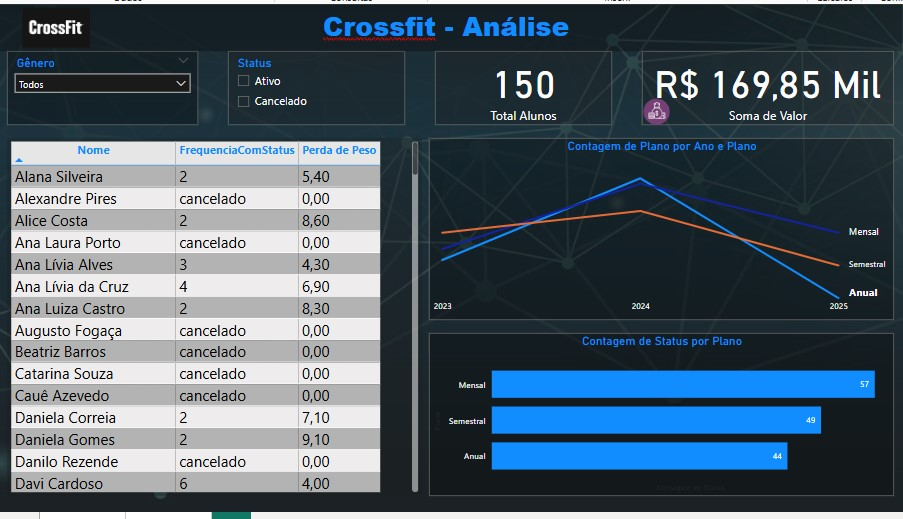 CrossFit
Crossfit - Análise
Gênero
Todos
Status
Ativo
Cancelado
150
Total Alunos
R$ 169,85 Mil
Soma de Valor
Nome FrequenciaComStatus Perda de Peso
Alana Silveira 2 5,40
Alexandre Pires cancelado 0,00
Alice Costa 2 8,60
Ana Laura Porto cancelado 0,00
Ana Lívia Alves 3 4,30
Ana Lívia da Cruz 4 6,90
Ana Luiza Castro 2 8,30
Augusto Fogaça cancelado 0,00
Beatriz Barros cancelado 0,00
Catarina Souza cancelado 0,00
Cauê Azevedo cancelado 0,00
Daniela Correia 2 7,10
Daniela Gomes 2 9,10
Danilo Rezende cancelado 0,00
Davi Cardoso 6 4,00
Contagem de Plano por Ano e Plano
Mensal
Semestral
Anual
2023 2024 2025
Contagem de Status por Plano
Mensal 57
Semestral 49
Anual 44